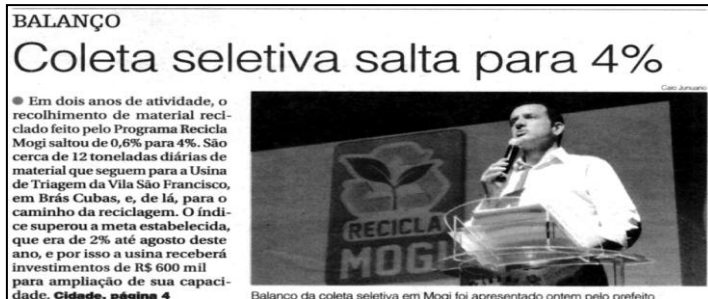 BALANÇO
Coleta seletiva salta para 4%
Caio Junuario
● Em dois anos de atividade, o
recolhimento de material reci-
clado feito pelo Programa Recicla
Mogi saltou de 0,6% para 4%. São
cerca de 12 toneladas diárias de
material que seguem para a Usina
de Triagem da Vila São Francisco,
em Brás Cubas, e, de lá, para o
caminho da reciclagem. O índi-
ce superou a meta estabelecida,
que era de 2% até agosto deste
ano, e por isso a usina receberá
investimentos de R$ 600 mil
para ampliação de sua capaci-
dade. Cidade, página 4
RECICLA
MOGI
Balanço da coleta seletiva em Mogi foi apresentado ontem pelo prefeito